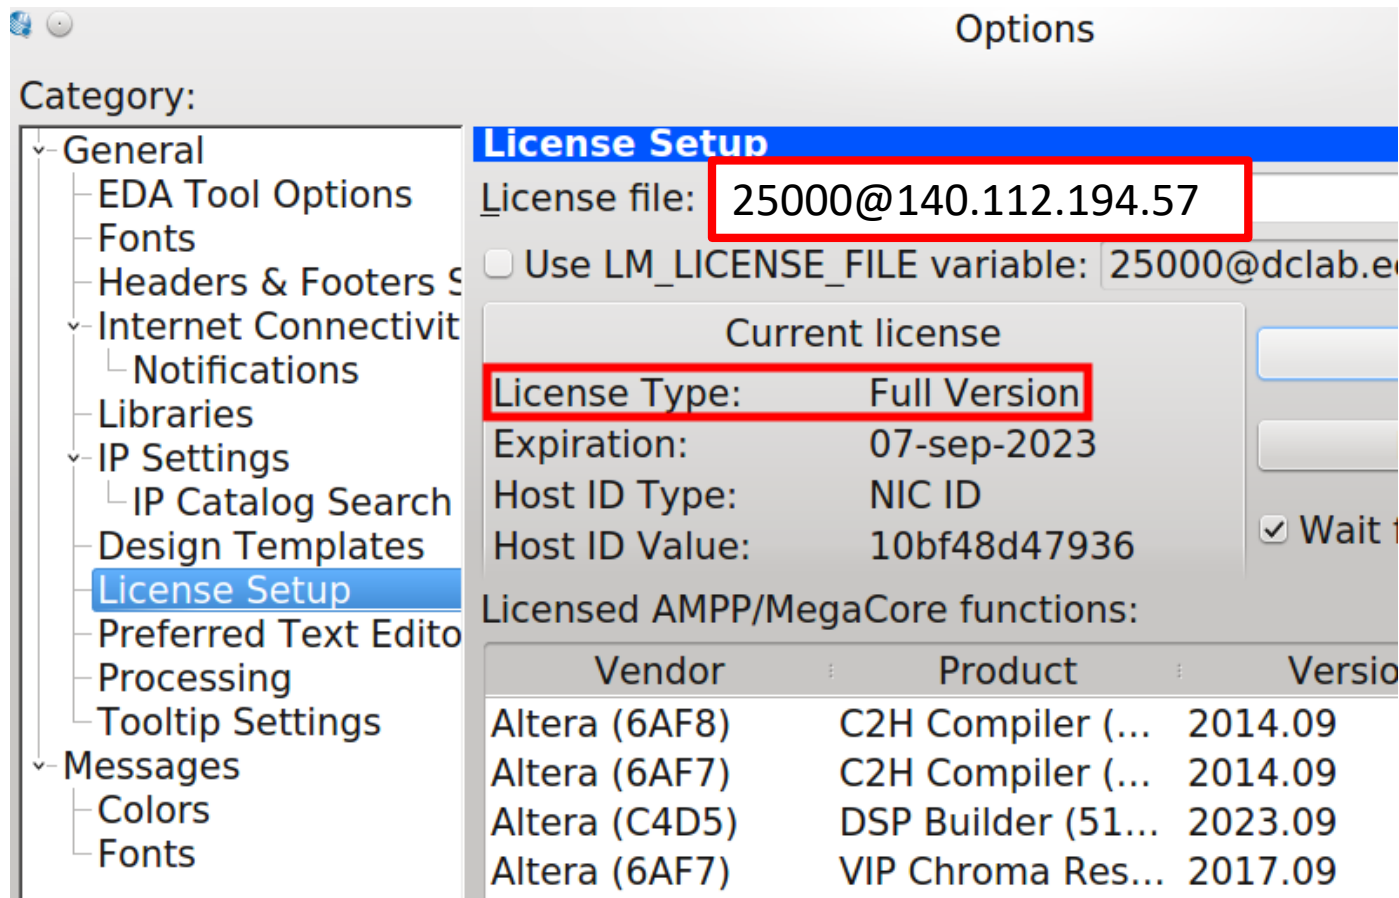 Options
Category:
General
EDA Tool Options
Fonts
Headers & Footers S
Internet Connectivit
Notifications
Libraries
IP Settings
IP Catalog Search
Design Templates
License Setup
Preferred Text Edito
Processing
Tooltip Settings
Messages
Colors
Fonts
License Setup
License file: 25000@140.112.194.57
Use LM_LICENSE_FILE variable: 25000@dclab.e
Current license
License Type: Full Version
Expiration: 07-sep-2023
Host ID Type: NIC ID
Host ID Value: 10bf48d47936
Wait
Licensed AMPP/MegaCore functions:
Vendor Product Versio
Altera (6AF8) C2H Compiler (... 2014.09
Altera (6AF7) C2H Compiler (... 2014.09
Altera (C4D5) DSP Builder (51... 2023.09
Altera (6AF7) VIP Chroma Res... 2017.09